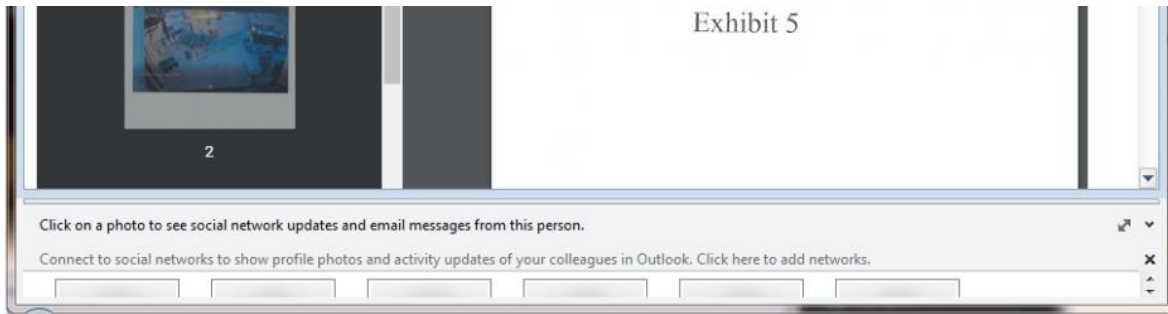 Exhibit 5
2
Click on a photo to see social network updates and email messages from this person.
Connect to social networks to show profile photos and activity updates of your colleagues in Outlook. Click here to add networks.